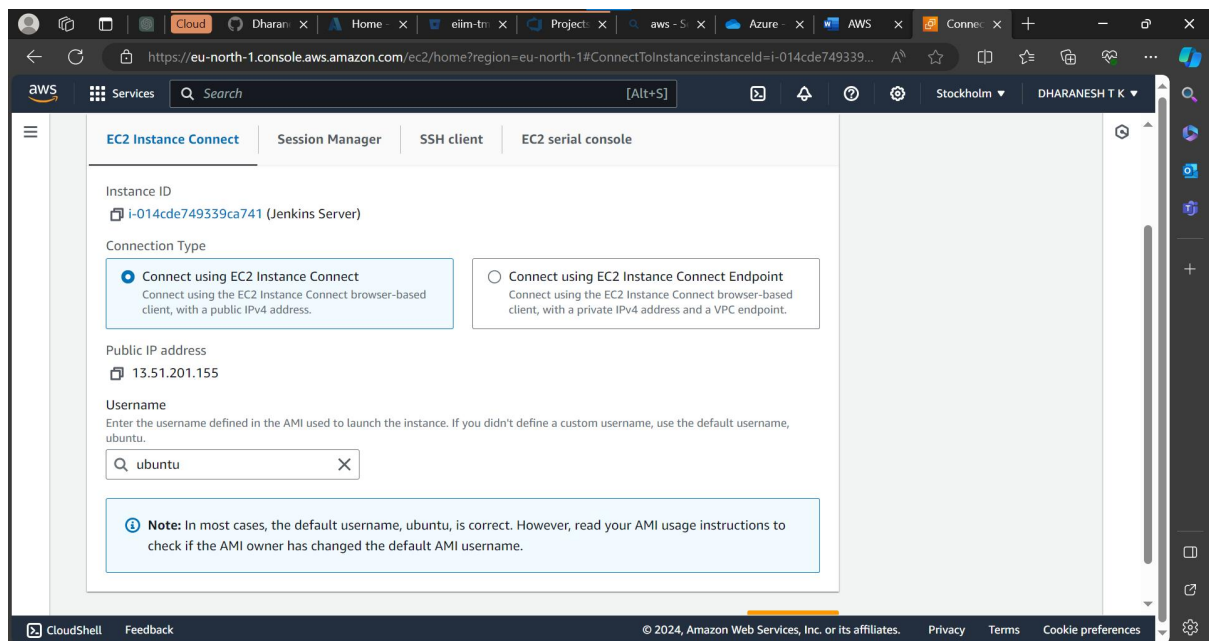 Cloud
Dharan
Home -
eiim-tm
Projects
aws - S
Azure -
AWS
Connec
https://eu-north-1.console.aws.amazon.com/ec2/home?region=eu-north-1#ConnectToInstance:instanceId=i-014cde749339...
aws
Services
Search
[Alt+S]
Stockholm
DHARANESH T K
EC2 Instance Connect
Session Manager
SSH client
EC2 serial console
Instance ID
i-014cde749339ca741 (Jenkins Server)
Connection Type
Connect using EC2 Instance Connect
Connect using the EC2 Instance Connect browser-based
client, with a public IPv4 address.
Connect using EC2 Instance Connect Endpoint
Connect using the EC2 Instance Connect browser-based
client, with a private IPv4 address and a VPC endpoint.
Public IP address
13.51.201.155
Username
Enter the username defined in the AMI used to launch the instance. If you didn't define a custom username, use the default username,
ubuntu.
ubuntu
Note: In most cases, the default username, ubuntu, is correct. However, read your AMI usage instructions to
check if the AMI owner has changed the default AMI username.
CloudShell
Feedback
© 2024, Amazon Web Services, Inc. or its affiliates.
Privacy
Terms
Cookie preferences